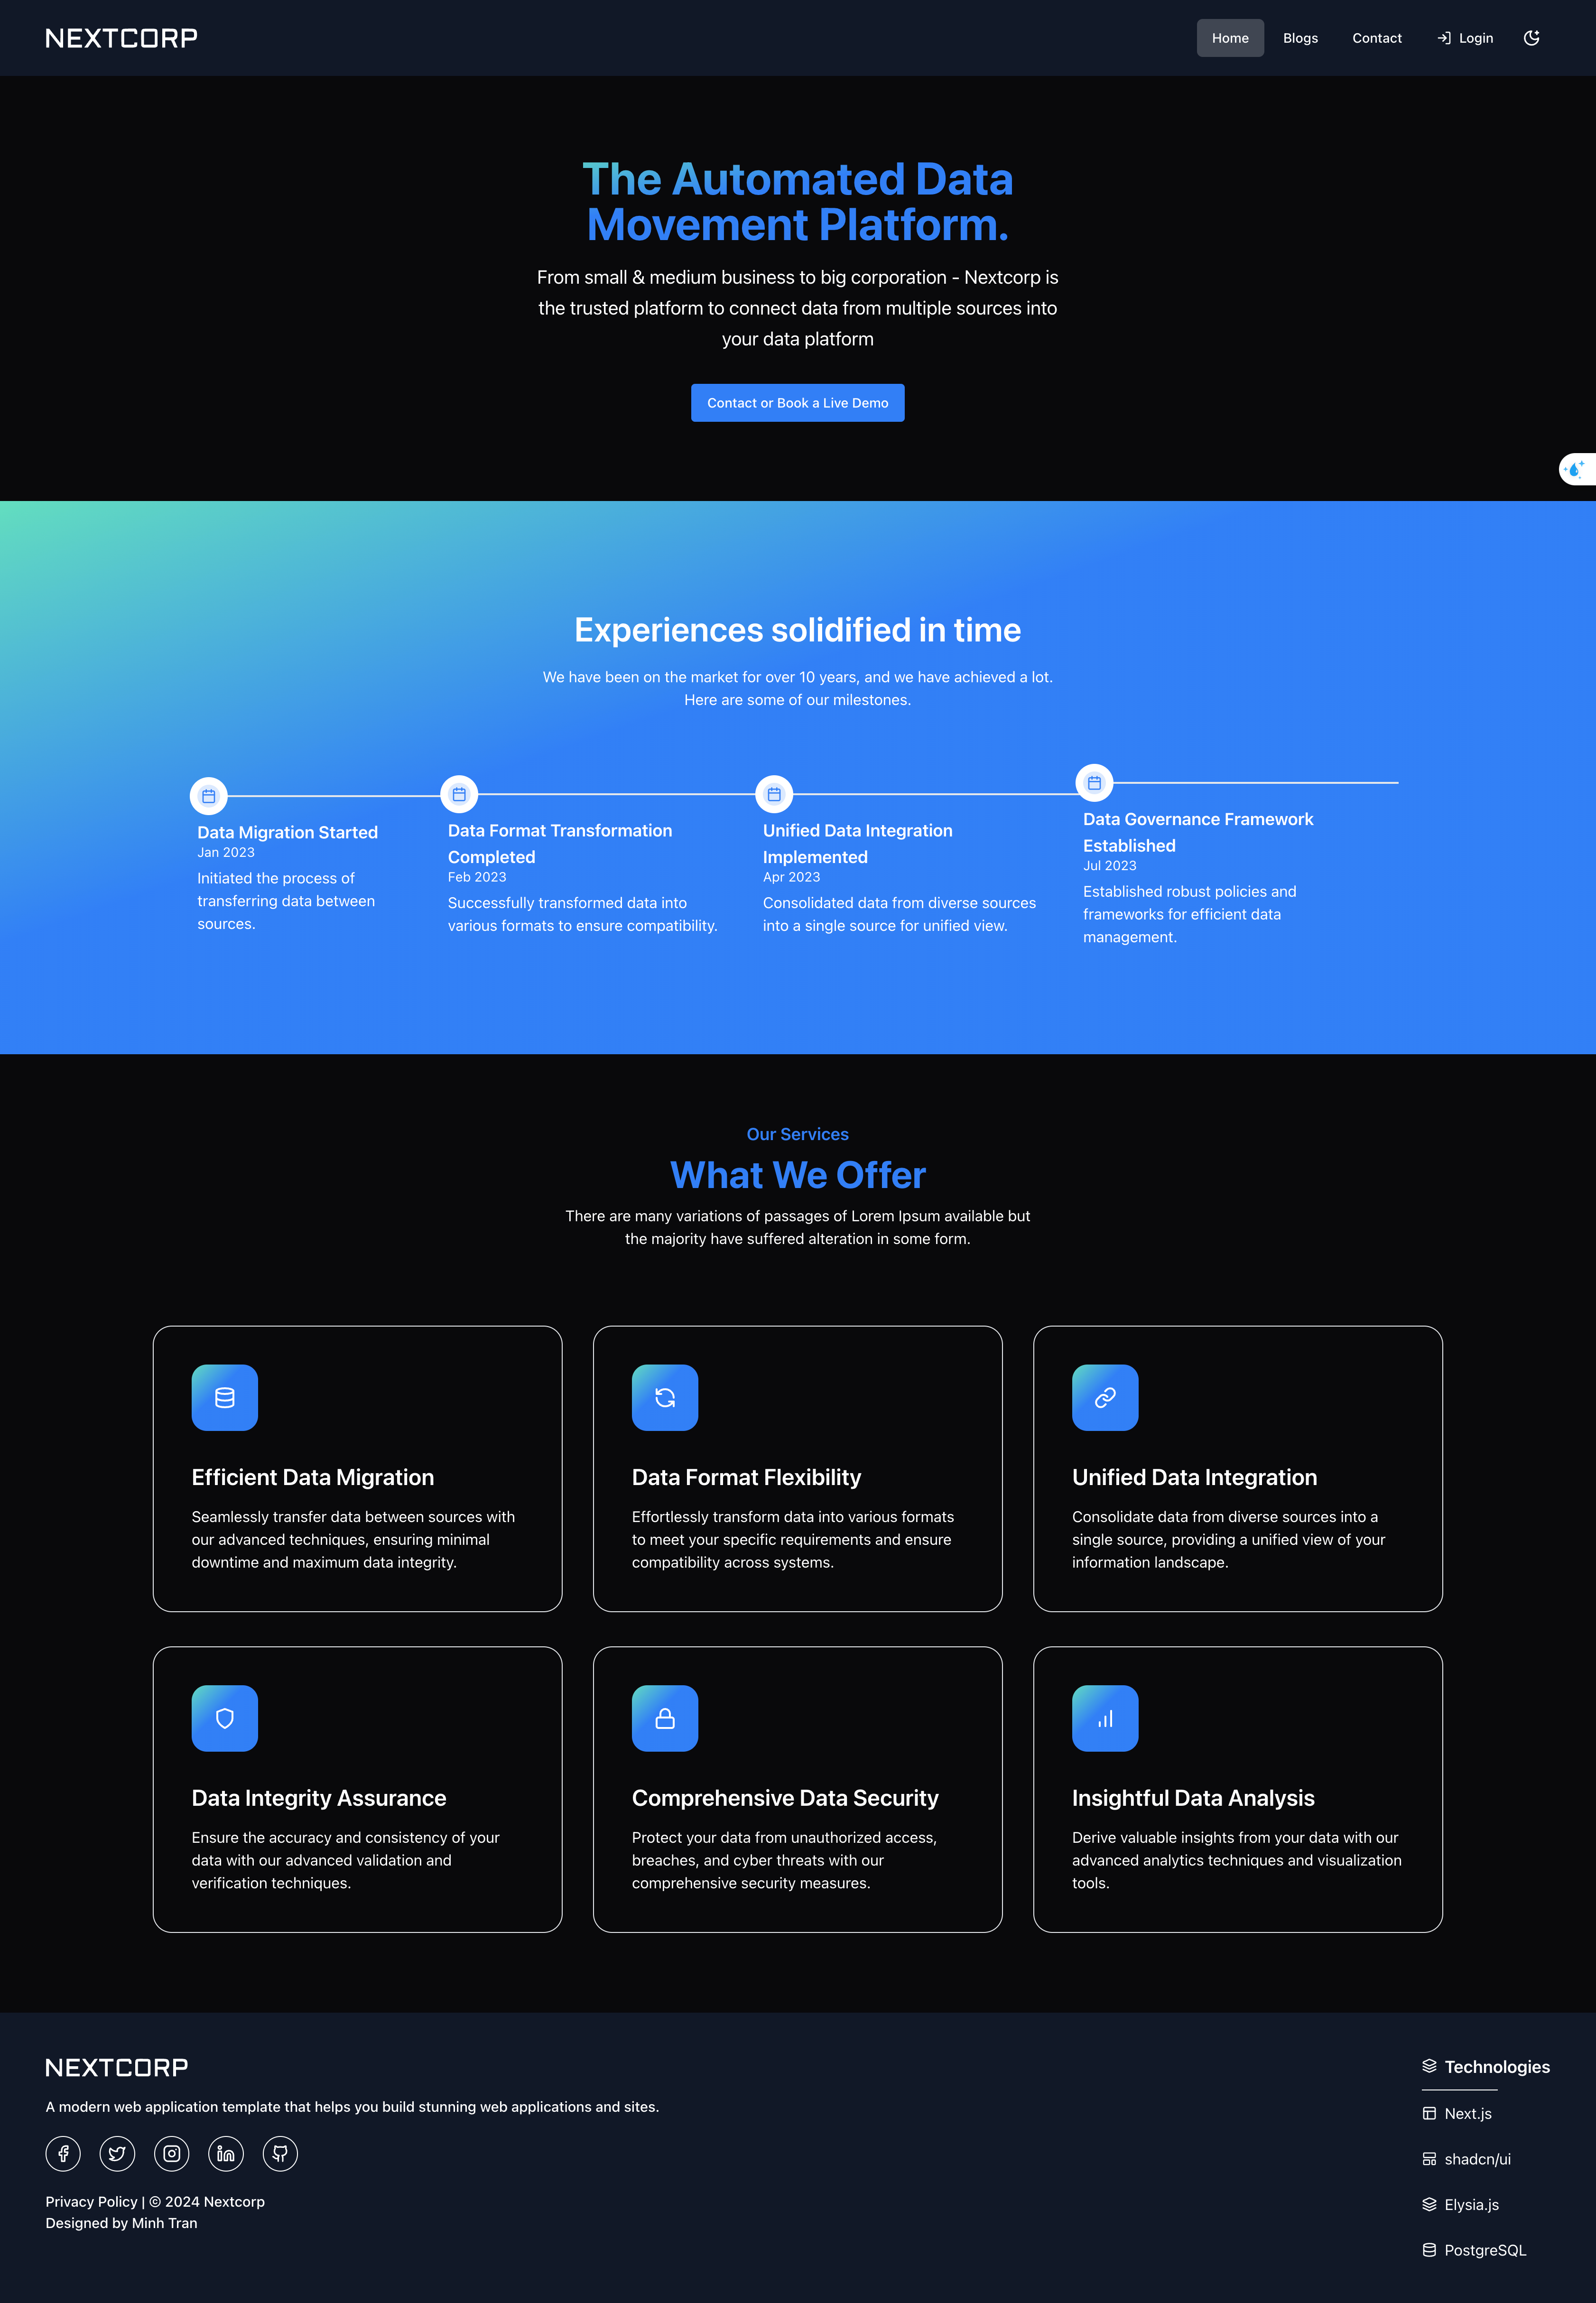 NEXTCORP
Home
Blogs
Contact
Login
The Automated Data
Movement Platform.
From small & medium business to big corporation - Nextcorp is
the trusted platform to connect data from multiple sources into
your data platform
Contact or Book a Live Demo
Experiences solidified in time
We have been on the market for over 10 years, and we have achieved a lot.
Here are some of our milestones.
Data Migration Started
Jan 2023
Initiated the process of
transferring data between
sources.
Data Format Transformation
Completed
Feb 2023
Successfully transformed data into
various formats to ensure compatibility.
Unified Data Integration
Implemented
Apr 2023
Consolidated data from diverse sources
into a single source for unified view.
Data Governance Framework
Established
Jul 2023
Established robust policies and
frameworks for efficient data
management.
Our Services
What We Offer
There are many variations of passages of Lorem Ipsum available but
the majority have suffered alteration in some form.
Efficient Data Migration
Seamlessly transfer data between sources with
our advanced techniques, ensuring minimal
downtime and maximum data integrity.
Data Format Flexibility
Effortlessly transform data into various formats
to meet your specific requirements and ensure
compatibility across systems.
Unified Data Integration
Consolidate data from diverse sources into a
single source, providing a unified view of your
information landscape.
Data Integrity Assurance
Ensure the accuracy and consistency of your
data with our advanced validation and
verification techniques.
Comprehensive Data Security
Protect your data from unauthorized access,
breaches, and cyber threats with our
comprehensive security measures.
Insightful Data Analysis
Derive valuable insights from your data with our
advanced analytics techniques and visualization
tools.
NEXTCORP
A modern web application template that helps you build stunning web applications and sites.
Privacy Policy | © 2024 Nextcorp
Designed by Minh Tran
Technologies
Next.js
shadcn/ui
Elysia.js
PostgreSQL